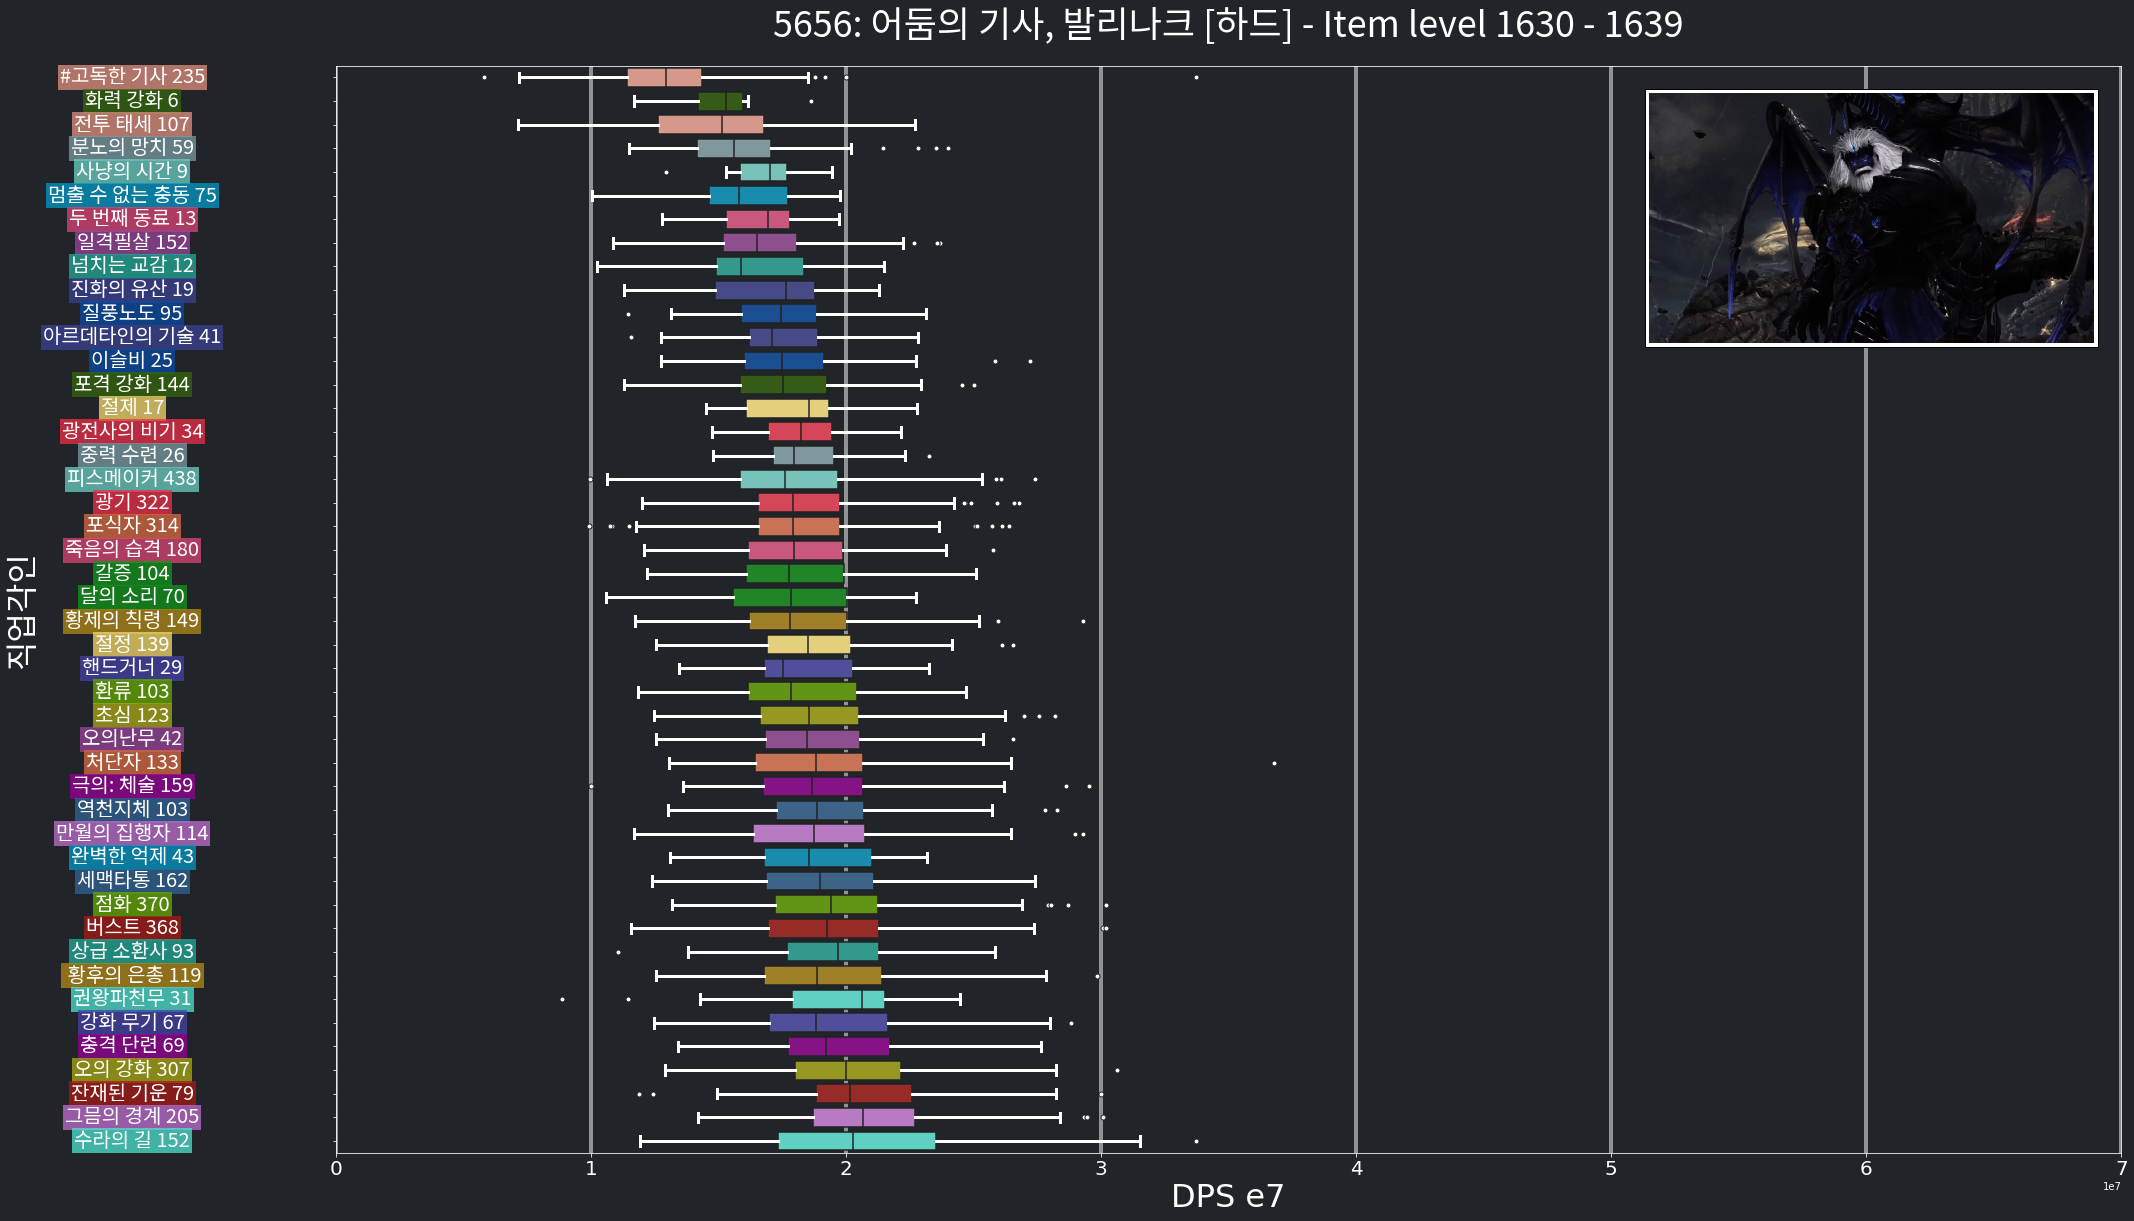 5656: 어둠의 기사, 발리나크 [하드] - Item level 1630 - 1639
직업각인
#고독한 기사 235
화력 강화 6
전투 태세 107
분노의 망치 59
사냥의 시간 9
멈출 수 없는 충동 75
두 번째 동료 13
일격필살 152
넘치는 교감 12
진화의 유산 19
질풍노도 95
아르데타인의 기술 41
이슬비 25
포격 강화 144
절제 17
광전사의 비기 34
중력 수련 26
피스메이커 438
광기 322
포식자 314
죽음의 습격 180
갈증 104
달의 소리 70
황제의 칙령 149
절정 139
핸드거너 29
환류 103
초심 123
오의난무 42
처단자 133
극의: 체술 159
역천지체 103
만월의 집행자 114
완벽한 억제 43
세맥타통 162
점화 370
버스트 368
상급 소환사 93
황후의 은총 119
권왕파천무 31
강화 무기 67
충격 단련 69
오의 강화 307
잔재된 기운 79
그믐의 경계 205
수라의 길 152
0 1 2 3 4 5 6 7
1e7
DPS e7